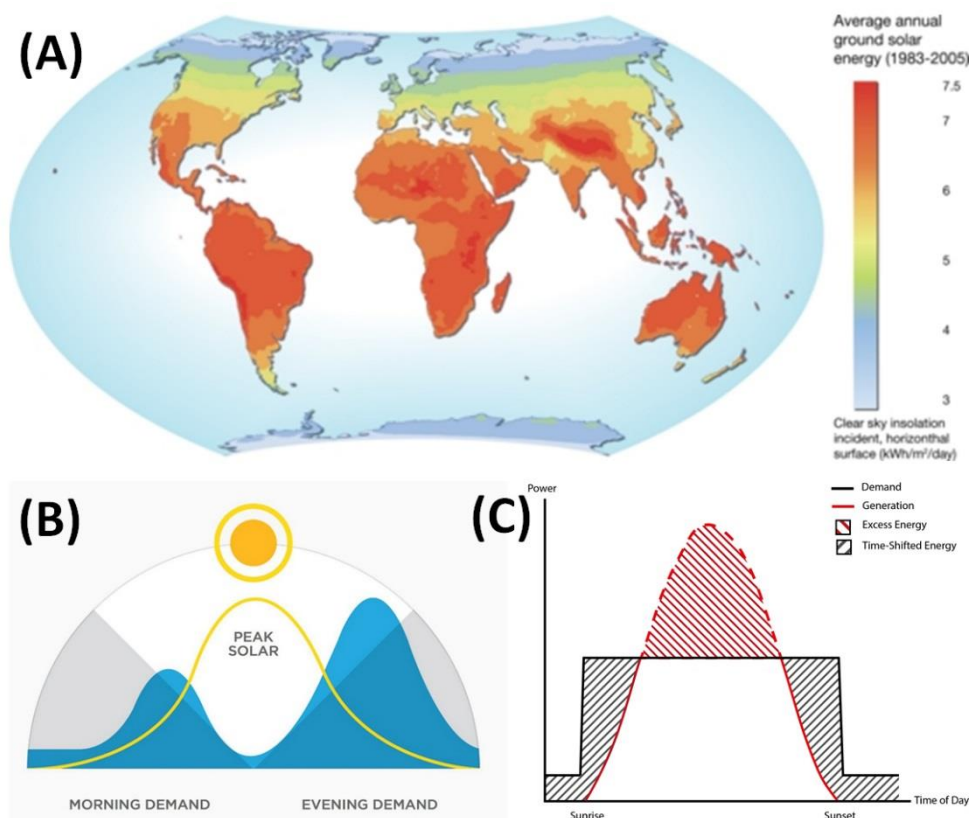 (A)
Average annual
ground solar
energy (1983-2005)
7.5
7
6
5
4
3
Clear sky insolation
incident, horizonthal
surface (kWh/m²/day)
(B)
PEAK
SOLAR
MORNING DEMAND
EVENING DEMAND
(C)
Power
Demand
Generation
Excess Energy
Time-Shifted Energy
Time of Day
Sunrise
Sunset